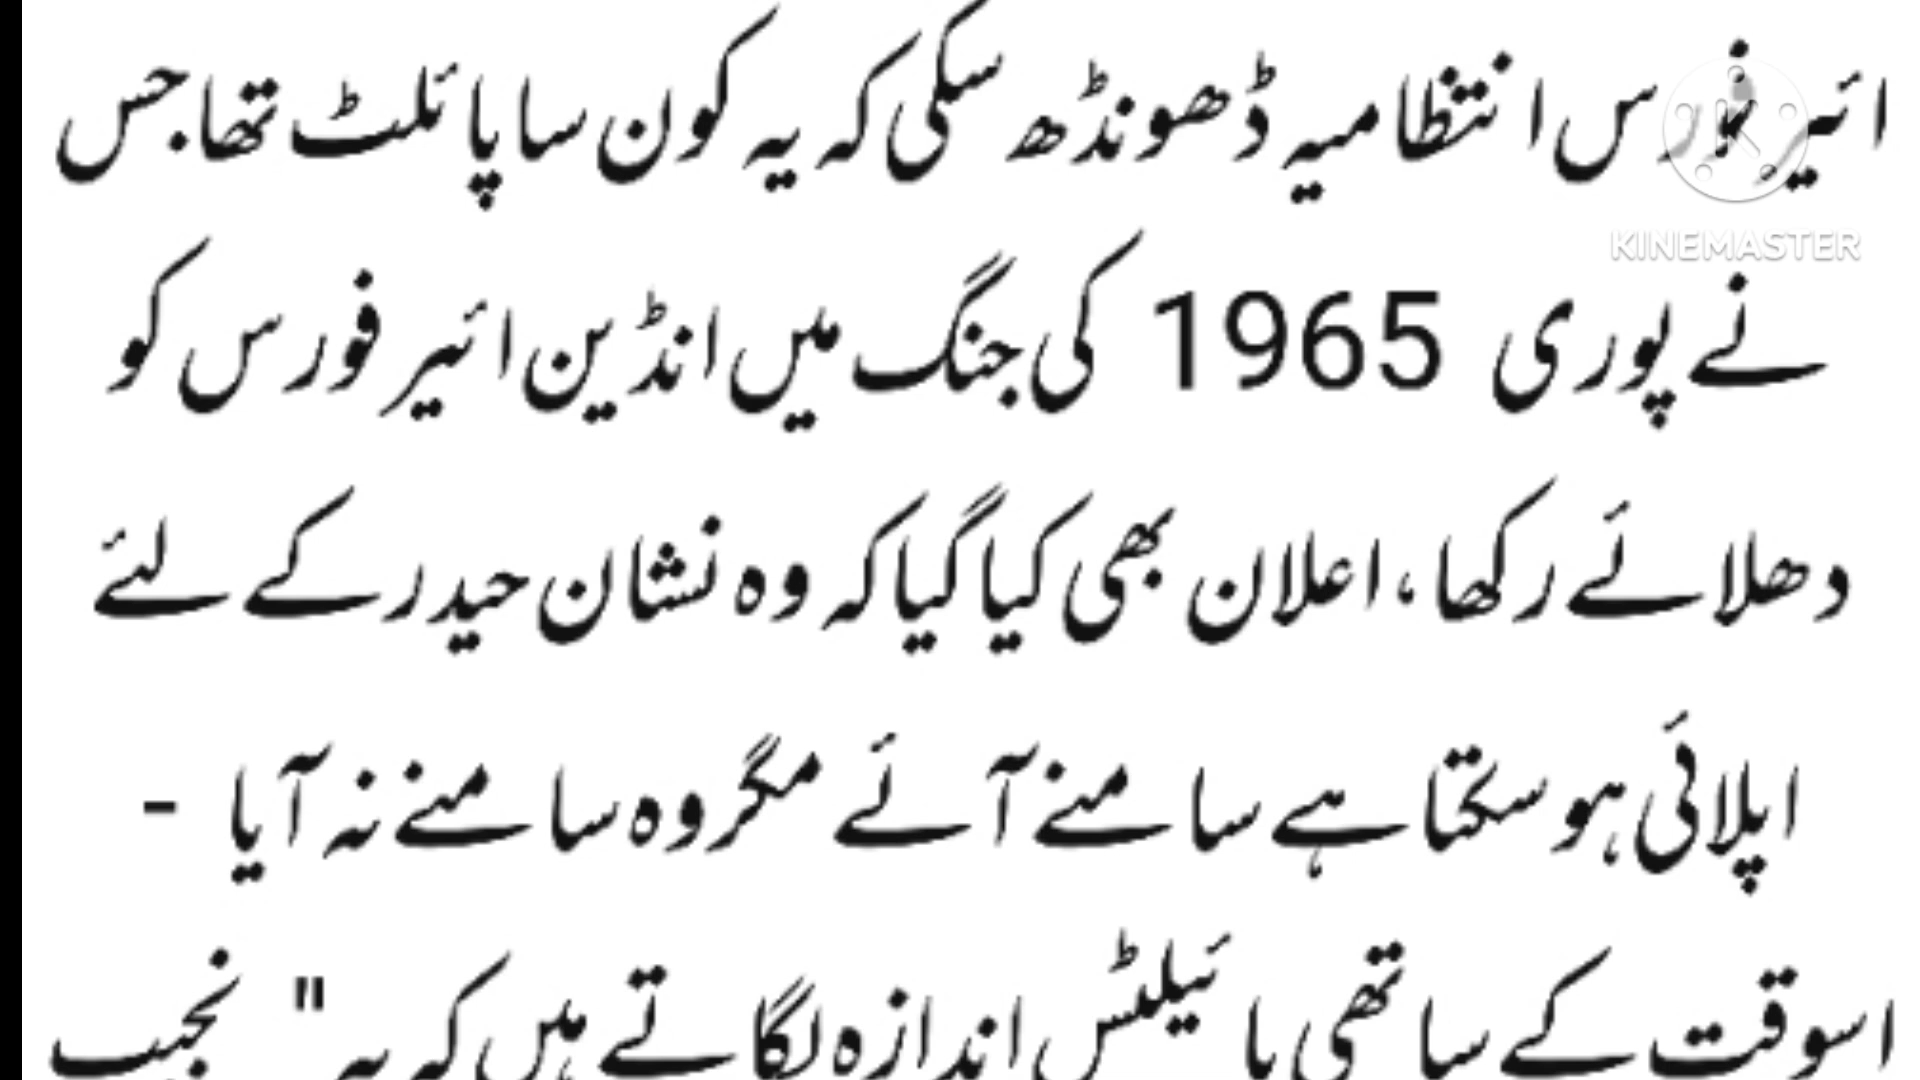 ائیر فورس انتظامیہ ڈھونڈھ سکی کہ یہ کون سا پائلٹ تھا جس
KINEMASTER
نے پوری 1965 کی جنگ میں انڈین ائیر فورس کو
دھلائے رکھا، اعلان بھی کیا گیا کہ وہ نشان حیدر کے لئے
اپلائی ہو سکتا ہے سامنے آئے مگر وہ سامنے نہ آیا -
اسوقت کے ساتھی پائیلٹس اندازہ لگاتے ہیں کہ یہ " نجیب